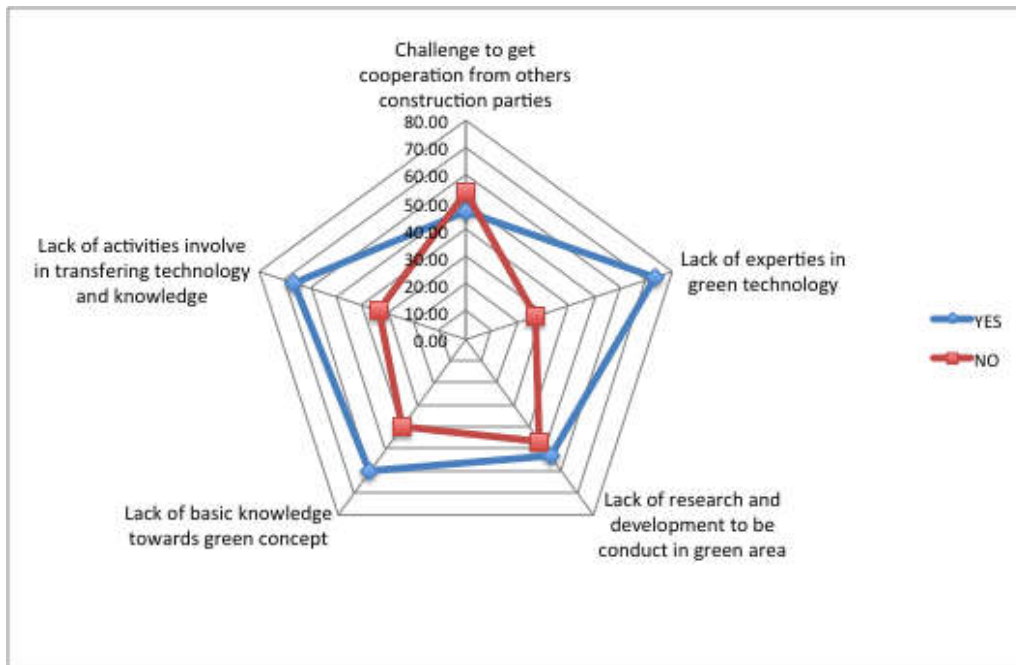 Challenge to get
cooperation from others
construction parties
80.00
70.00
60.00
50.00
40.00
30.00
20.00
10.00
0.00
Lack of experties in
green technology
Lack of research and
development to be
conduct in green area
Lack of basic knowledge
towards green concept
Lack of activities involve
in transfering technology
and knowledge
YES
NO